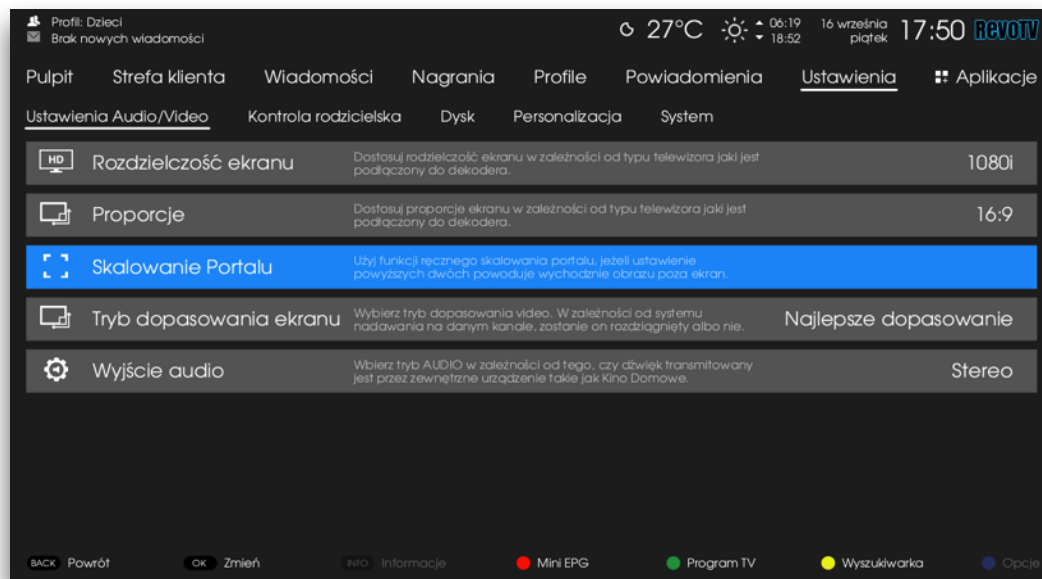 Profil: Dzieci
Brak nowych wiadomości
27°C
06:19
18:52
16 września
piątek
17:50
RevoTV
Pulpit Strefa klienta Wiadomości Nagrania Profile Powiadomienia Ustawienia Aplikacje
Ustawienia Audio/Video Kontrola rodzicielska Dysk Personalizacja System
HD
Rozdzielczość ekranu
Dostosuj rodzielczość ekranu w zależności od typu telewizora jaki jest
podłączony do dekodera.
1080i
Proporcje
Dostosuj proporcje ekranu w zależności od typu telewizora jaki jest
podłączony do dekodera.
16:9
Skalowanie Portalu
Użyj funkcji ręcznego skalowania portalu, jeżeli ustawienie
powyższych dwóch powoduje wychodznie obrazu poza ekran.
Tryb dopasowania ekranu
Wybierz tryb dopasowania video. W zależności od systemu
nadawania na danym kanale, zostanie on rozdziągnięty albo nie.
Najlepsze dopasowanie
Wyjście audio
Wbierz tryb AUDIO w zależności od tego, czy dźwięk transmitowany
jest przez zewnętrzne urządzenie takie jak Kino Domowe.
Stereo
BACK Powrót OK Zmień INFO Informacje Mini EPG Program TV Wyszukiwarka Opcje